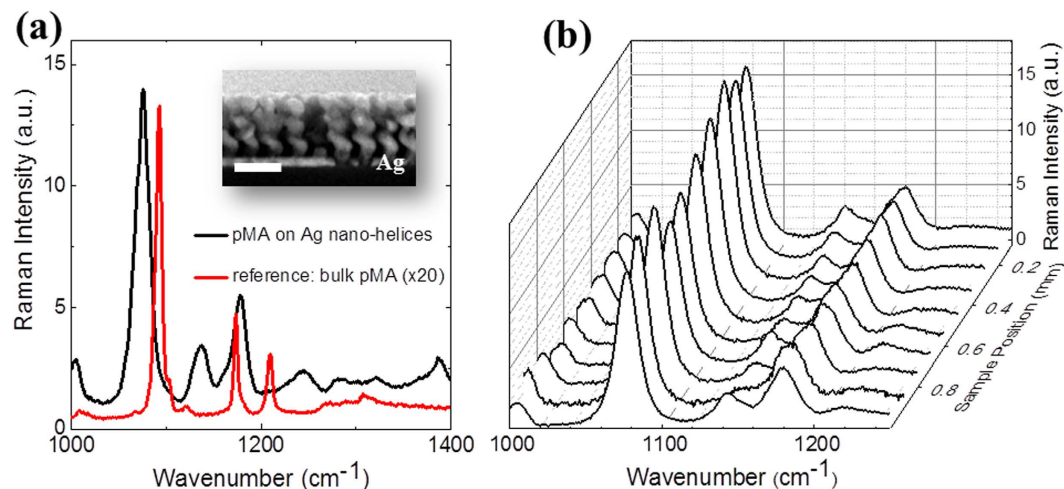 (a)
Raman Intensity (a.u.)
15
10
5
0
1000
1200
1400
Wavenumber (cm-1)
Ag
pMA on Ag nano-helices
reference: bulk pMA (x20)
(b)
Raman Intensity (a.u.)
15
10
5
0
0.2
0.4
0.6
0.8
Sample Position (mm)
1000
1100
1200
Wavenumber (cm-1)